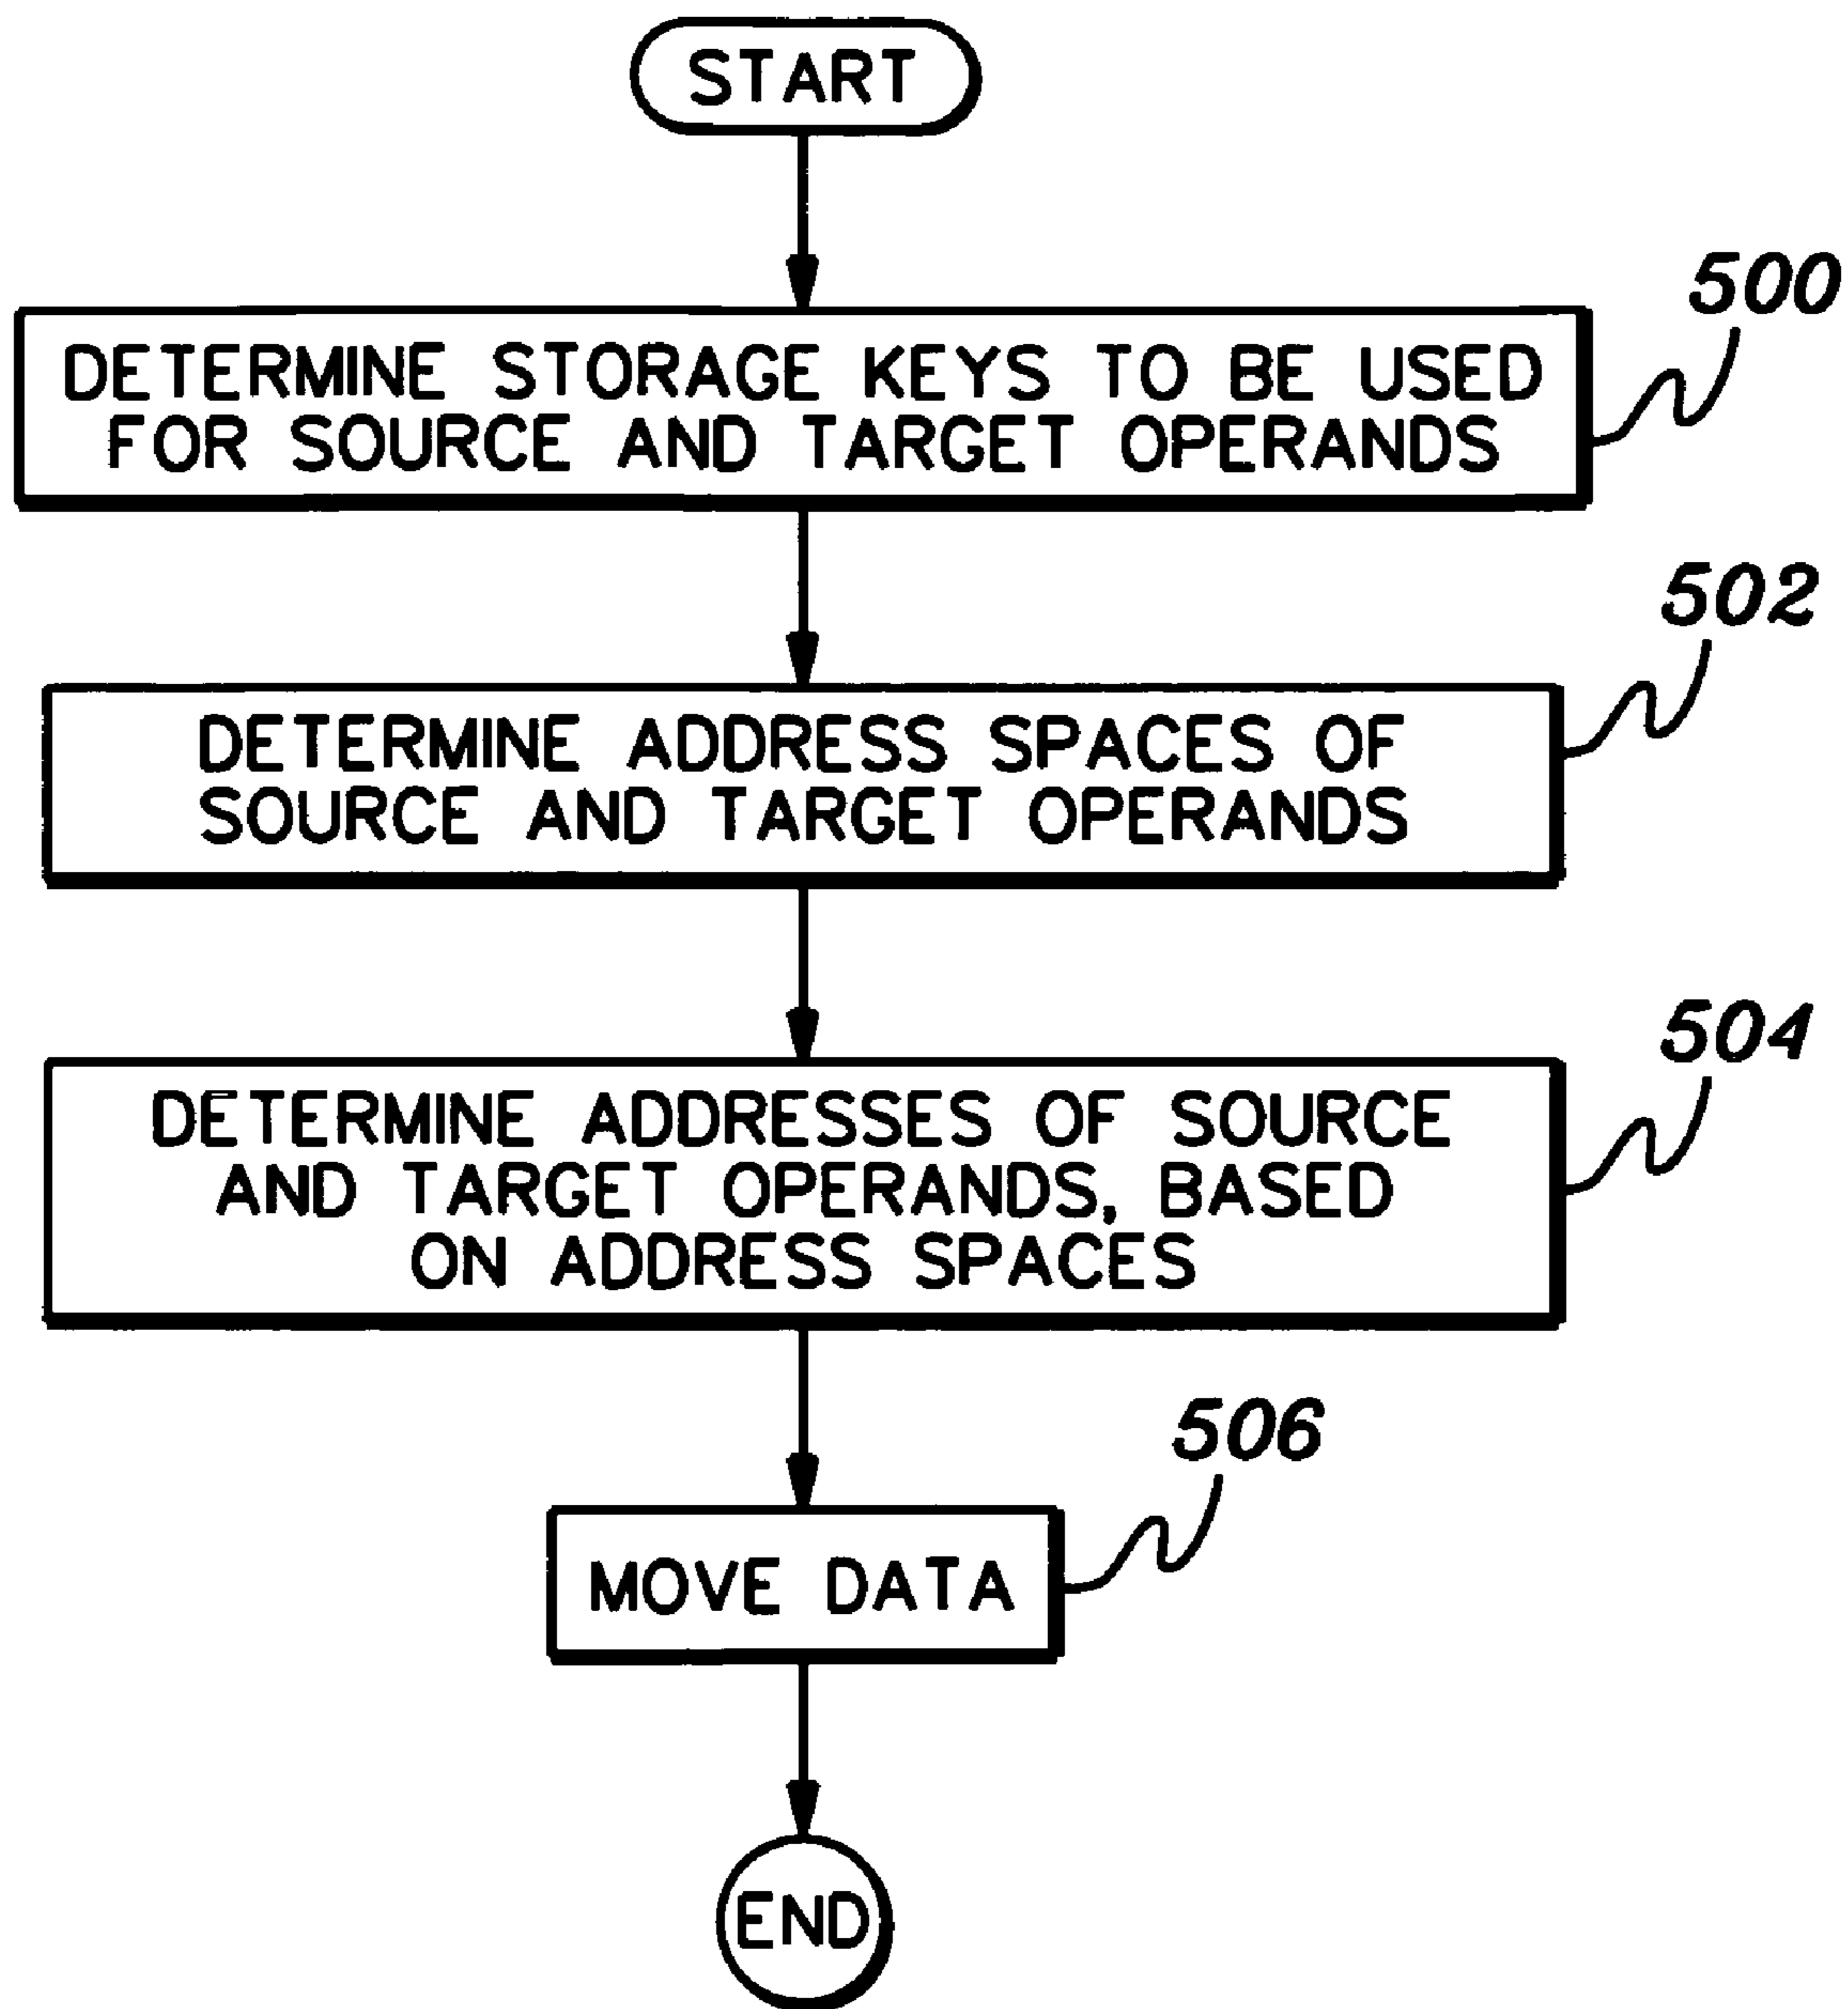 START
500
DETERMINE STORAGE KEYS TO BE USED
FOR SOURCE AND TARGET OPERANDS
502
DETERMINE ADDRESS SPACES OF
SOURCE AND TARGET OPERANDS
504
DETERMINE ADDRESSES OF SOURCE
AND TARGET OPERANDS, BASED
ON ADDRESS SPACES
506
MOVE DATA
END